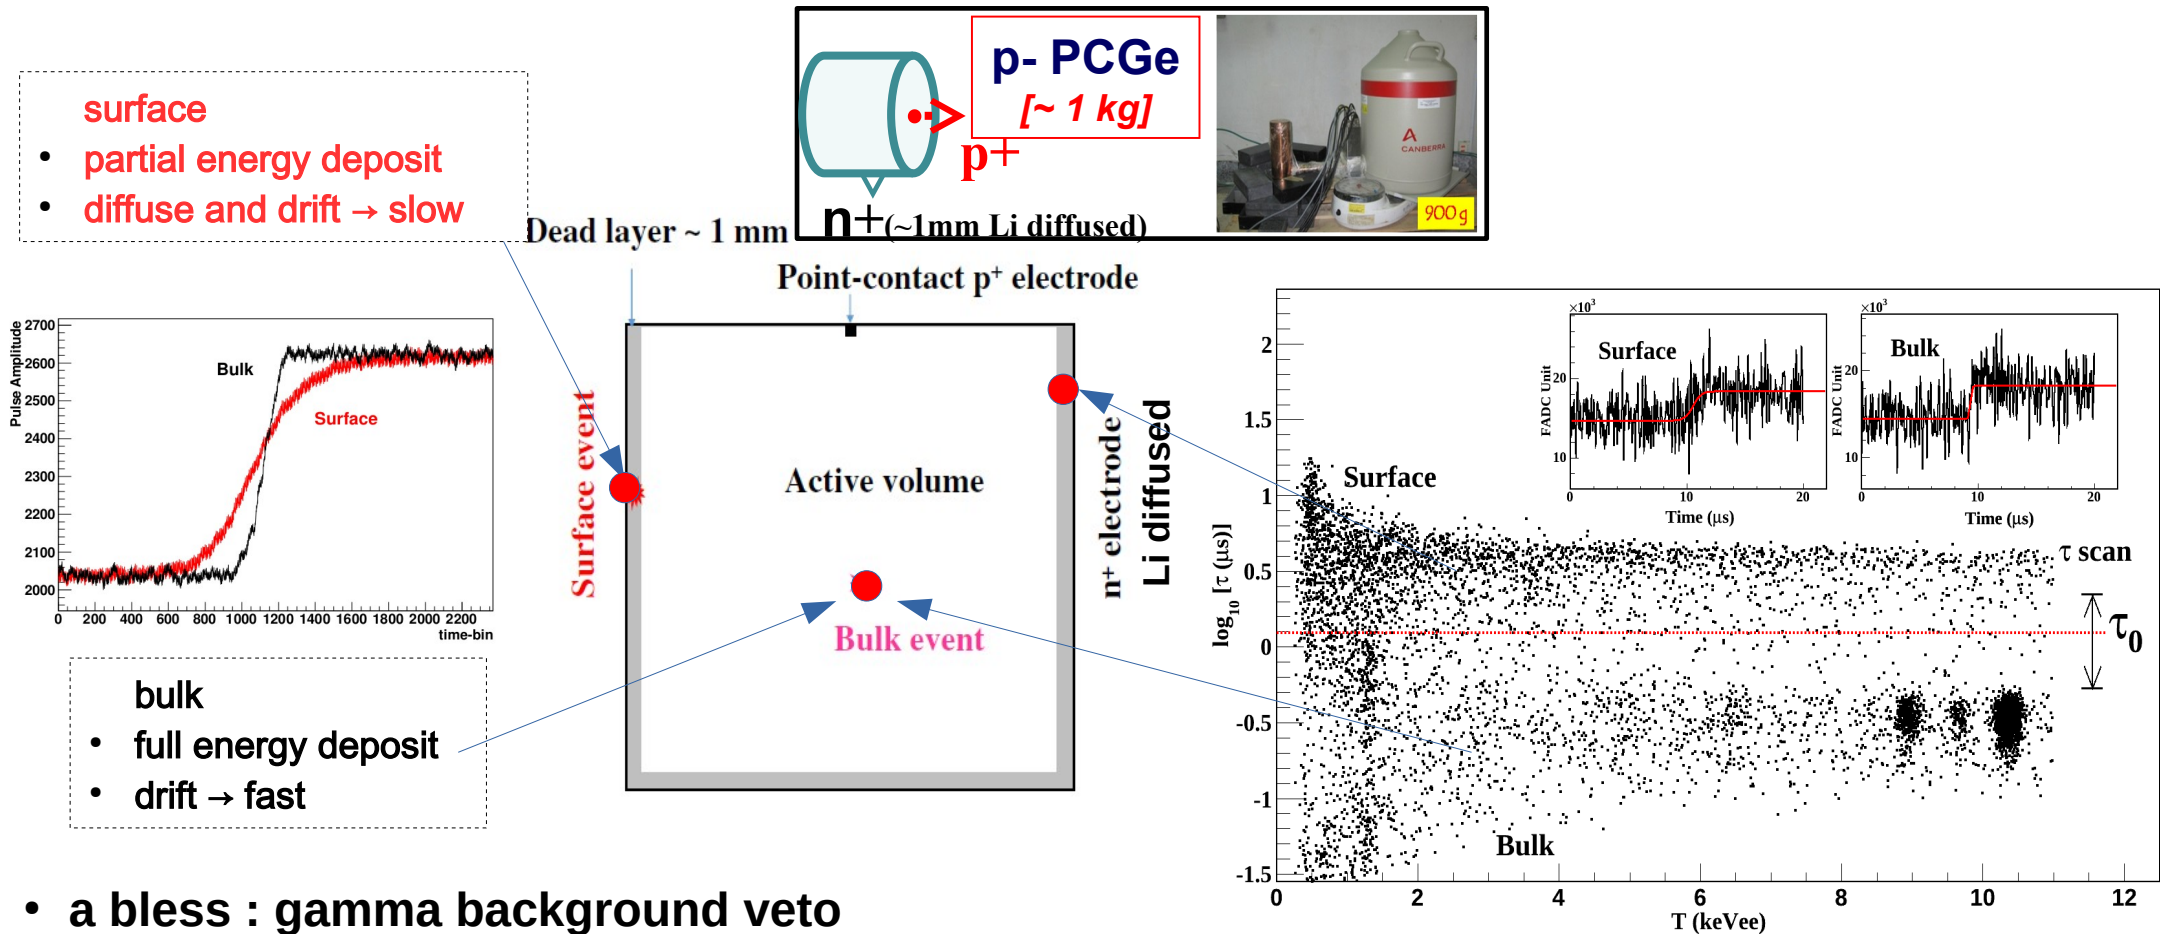 p- PCGe
[~ 1 kg]
p+
n+(~1mm Li diffused)
A
CANBERRA
900g
surface
• partial energy deposit
• diffuse and drift → slow
Dead layer ~ 1 mm
Point-contact p⁺ electrode
Pulse Amplitude
2700
2600
2500
2400
2300
2200
2100
2000
Bulk
Surface
0 200 400 600 800 1000 1200 1400 1600 1800 2000 2200
time-bin
Surface event
Active volume
Bulk event
n⁺ electrode
Li diffused
bulk
• full energy deposit
• drift → fast
log₁₀ [τ (μs)]
2
1.5
1
0.5
0
-0.5
-1
-1.5
0 2 4 6 8 10 12
T (keVee)
Surface
Bulk
τ scan
τ₀
×10³
FADC Unit
20
10
Surface
0 10 20
Time (μs)
×10³
FADC Unit
20
10
Bulk
0 10 20
Time (μs)
• a bless : gamma background veto